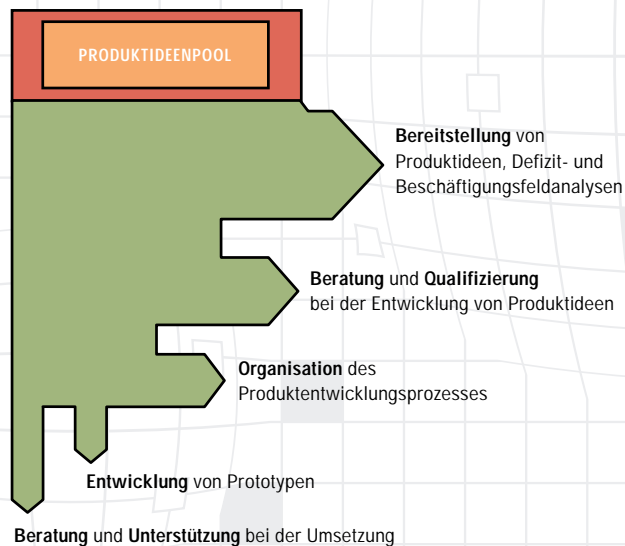 PRODUKTIDEENPOOL
Bereitstellung von
Produktideen, Defizit- und
Beschäftigungsfeldanalysen
Beratung und Qualifizierung
bei der Entwicklung von Produktideen
Organisation des
Produktentwicklungsprozesses
Entwicklung von Prototypen
Beratung und Unterstützung bei der Umsetzung